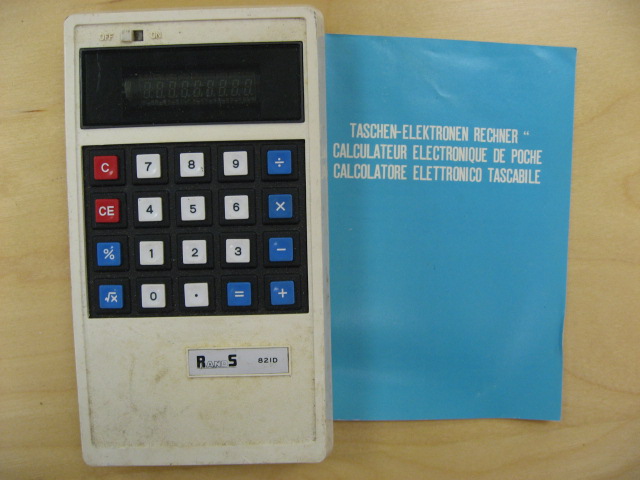 OFF ON
C 7 8 9 ÷
CE 4 5 6 ×
% 1 2 3 −
√x 0 . = +
RAND S 821D
TASCHEN-ELEKTRONEN RECHNER “
CALCULATEUR ELECTRONIQUE DE POCHE
CALCOLATORE ELETTRONICO TASCABILE